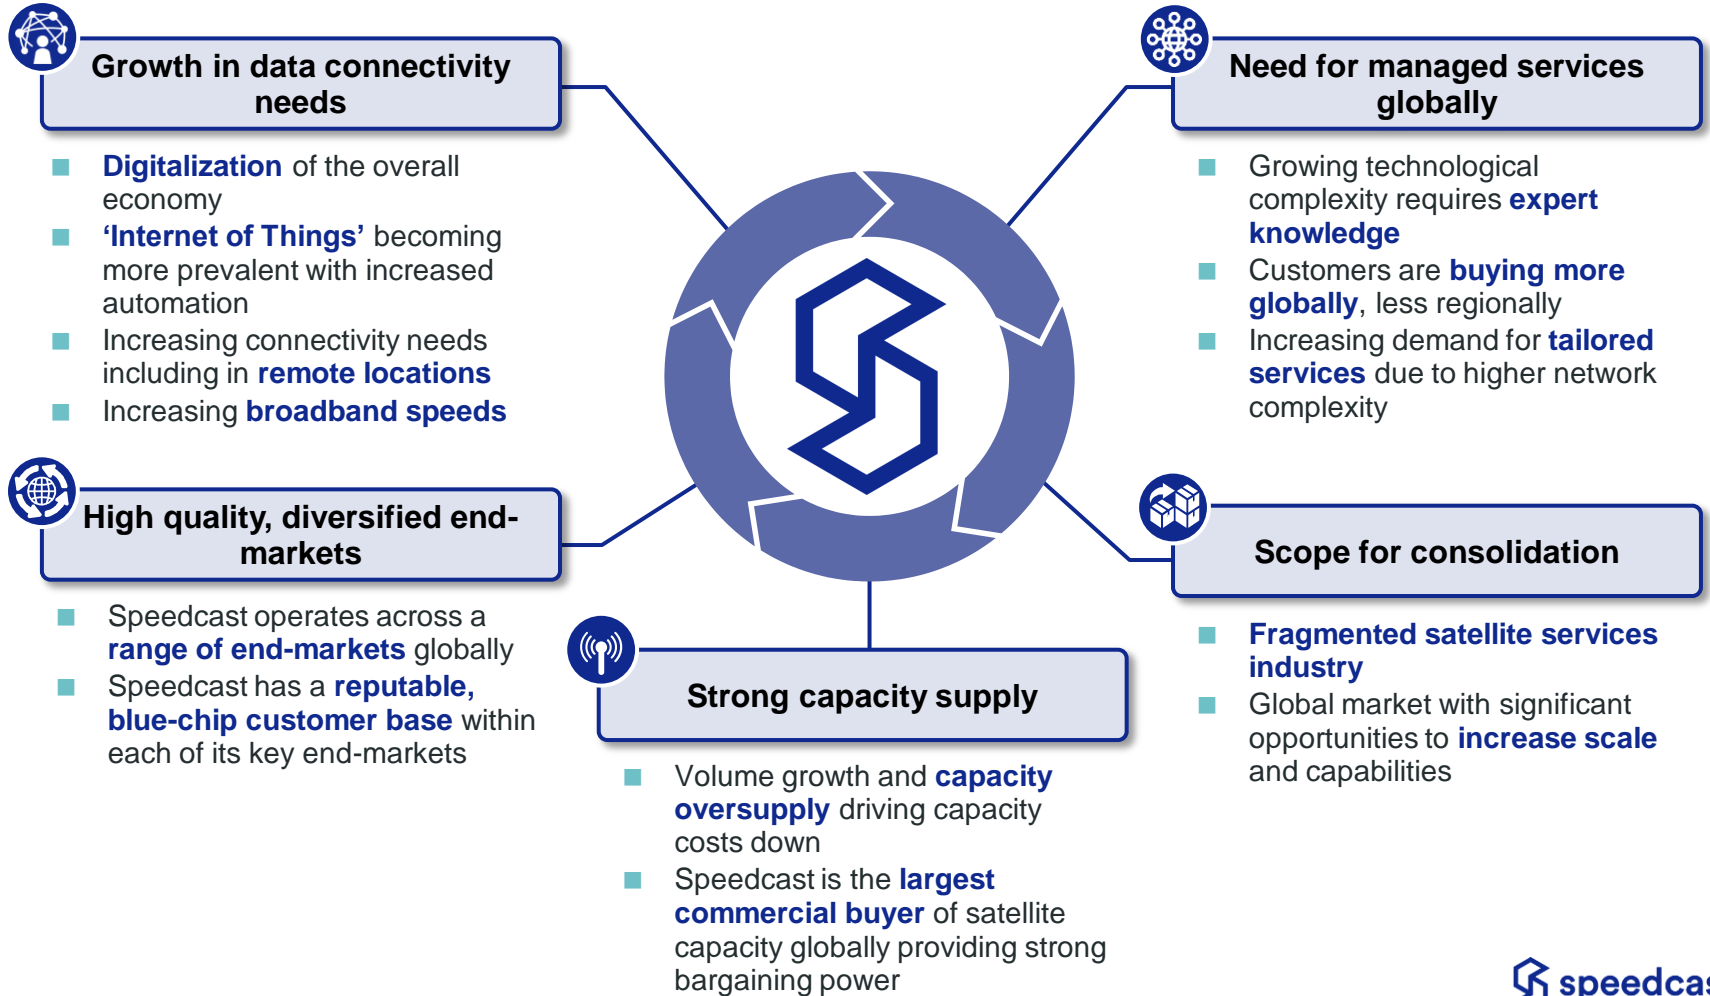 Growth in data connectivity
needs
Digitalization of the overall
economy
‘Internet of Things’ becoming
more prevalent with increased
automation
Increasing connectivity needs
including in remote locations
Increasing broadband speeds
Need for managed services
globally
Growing technological
complexity requires expert
knowledge
Customers are buying more
globally, less regionally
Increasing demand for tailored
services due to higher network
complexity
High quality, diversified end-
markets
Speedcast operates across a
range of end-markets globally
Speedcast has a reputable,
blue-chip customer base within
each of its key end-markets
Strong capacity supply
Volume growth and capacity
oversupply driving capacity
costs down
Speedcast is the largest
commercial buyer of satellite
capacity globally providing strong
bargaining power
Scope for consolidation
Fragmented satellite services
industry
Global market with significant
opportunities to increase scale
and capabilities
speedcas